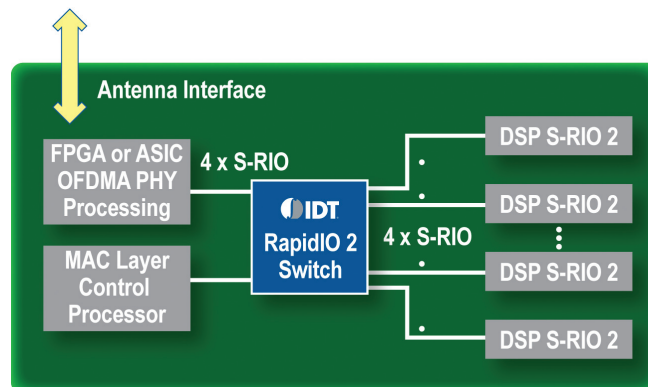 Antenna Interface
FPGA or ASIC
OFDMA PHY
Processing
4 x S-RIO
MAC Layer
Control
Processor
IDT
RapidIO 2
Switch
4 x S-RIO
DSP S-RIO 2
DSP S-RIO 2
DSP S-RIO 2
DSP S-RIO 2